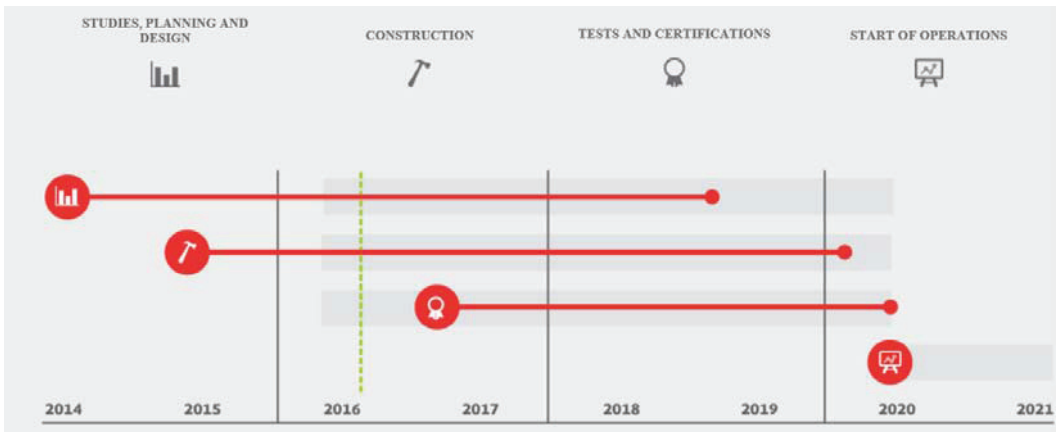 STUDIES, PLANNING AND
DESIGN
CONSTRUCTION
TESTS AND CERTIFICATIONS
START OF OPERATIONS
2014 2015 2016 2017 2018 2019 2020 2021